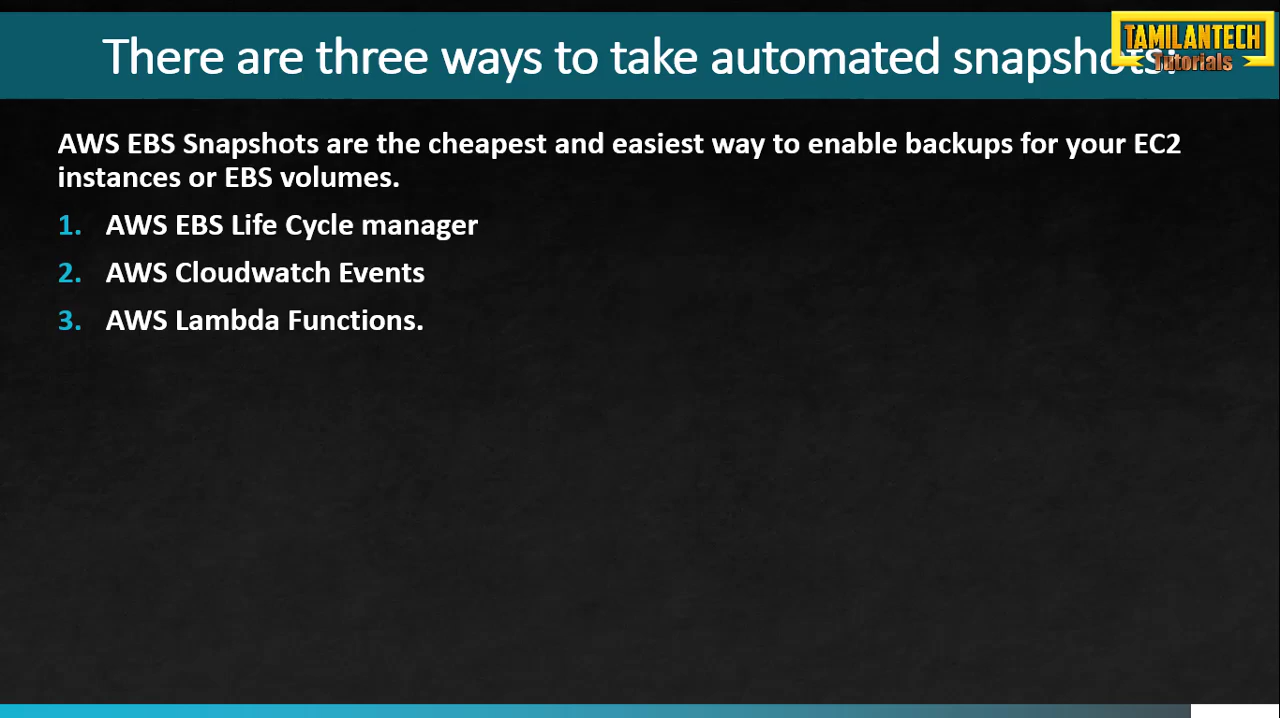 There are three ways to take automated snapshots.
TAMILANTECH
Tutorials
AWS EBS Snapshots are the cheapest and easiest way to enable backups for your EC2
instances or EBS volumes.
1. AWS EBS Life Cycle manager
2. AWS Cloudwatch Events
3. AWS Lambda Functions.